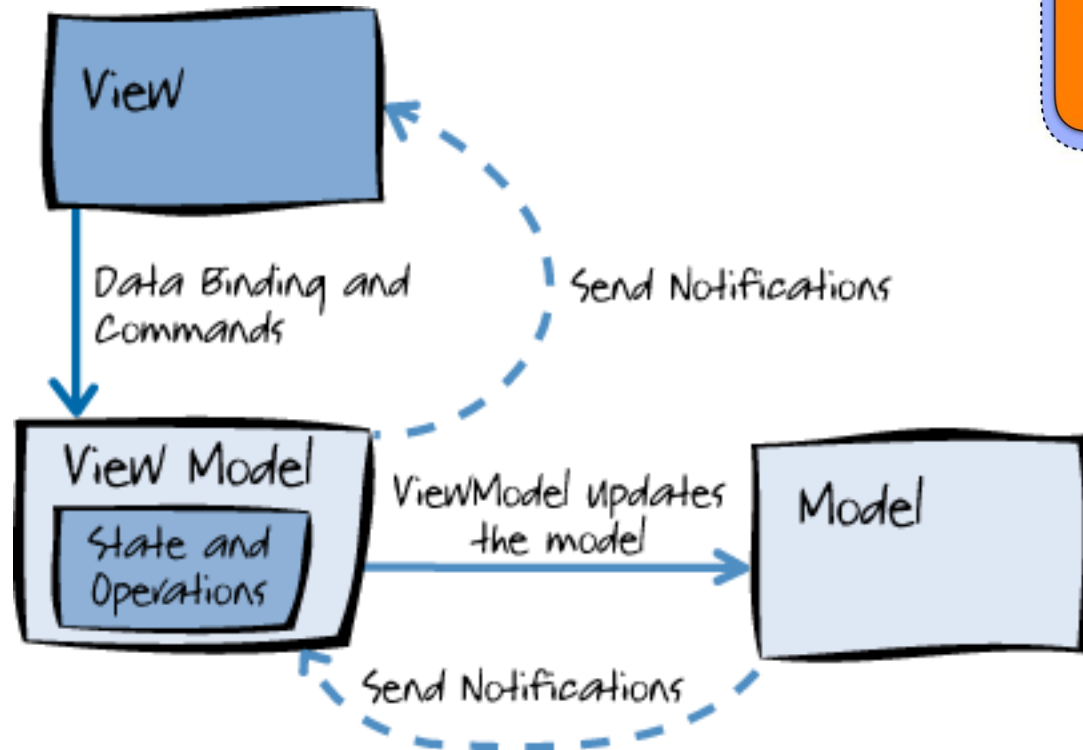 View
Data Binding and
Commands
Send Notifications
View Model
State and
Operations
ViewModel updates
the model
Model
Send Notifications